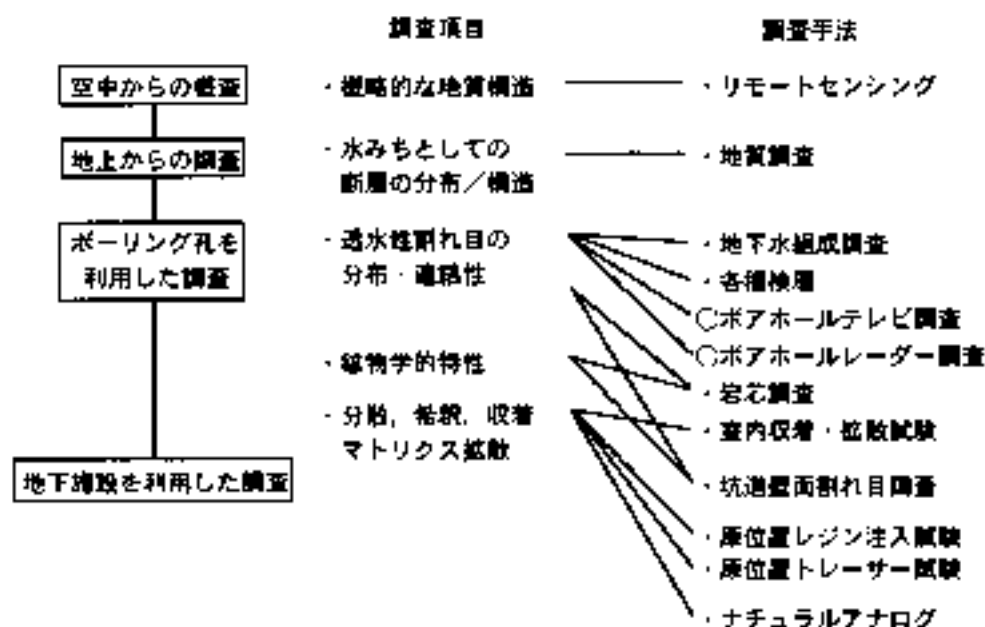 調査項目
調査手法
空中からの調査
・概略的な地質構造
・リモートセンシング
地上からの調査
・水みちとしての
断層の分布／構造
・地質調査
ボーリング孔を
利用した調査
・透水性割れ目の
分布・連結性
・地下水組成調査
・各種検層
○ボアホールテレビ調査
○ボアホールレーダー調査
・鉱物学的特性
・岩芯調査
・分散，希釈，収着
マトリクス拡散
・室内収着・拡散試験
地下施設を利用した調査
・坑道壁面割れ目調査
・原位置レジン注入試験
・原位置トレーサー試験
・ナチュラルアナログ